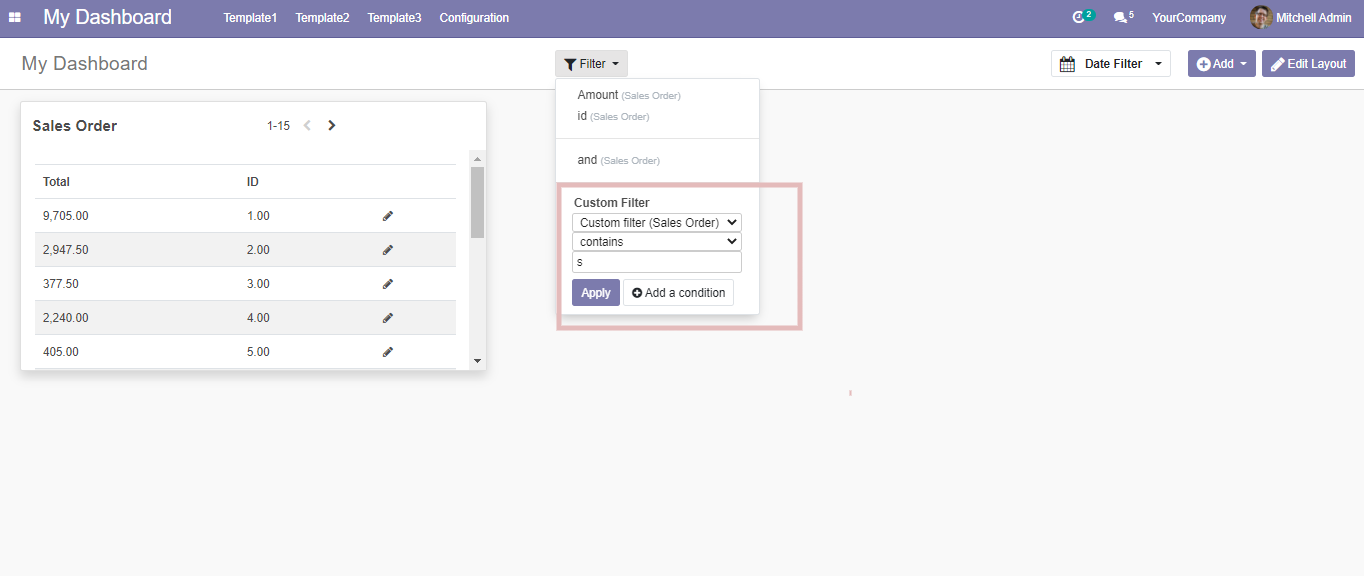 My Dashboard Template1 Template2 Template3 Configuration 2 5 YourCompany Mitchell Admin
My Dashboard Filter Date Filter Add Edit Layout
Amount (Sales Order)
id (Sales Order)
and (Sales Order)
Custom Filter
Custom filter (Sales Order)
contains
s
Apply Add a condition
Sales Order 1-15
Total ID
9,705.00 1.00
2,947.50 2.00
377.50 3.00
2,240.00 4.00
405.00 5.00